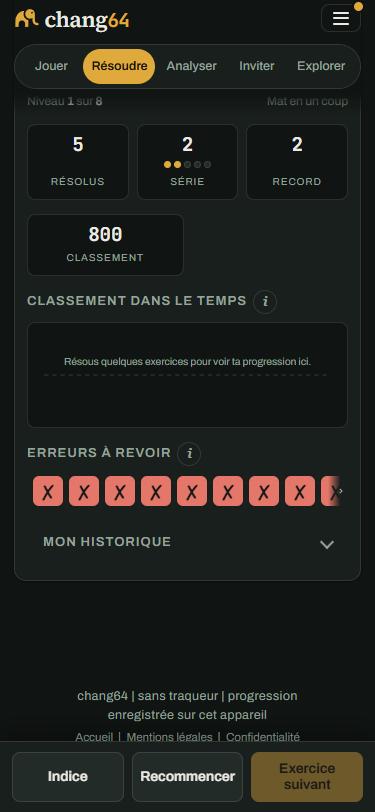 chang64
Jouer Résoudre Analyser Inviter Explorer
Niveau 1 sur 8 Mat en un coup
5 2 2
RÉSOLUS SÉRIE RECORD
800
CLASSEMENT
CLASSEMENT DANS LE TEMPS i
Résous quelques exercices pour voir ta progression ici.
ERREURS À REVOIR i
X X X X X X X X X ›
MON HISTORIQUE
chang64 | sans traqueur | progression
enregistrée sur cet appareil
Accueil | Mentions légales | Confidentialité
Indice Recommencer Exercice
suivant